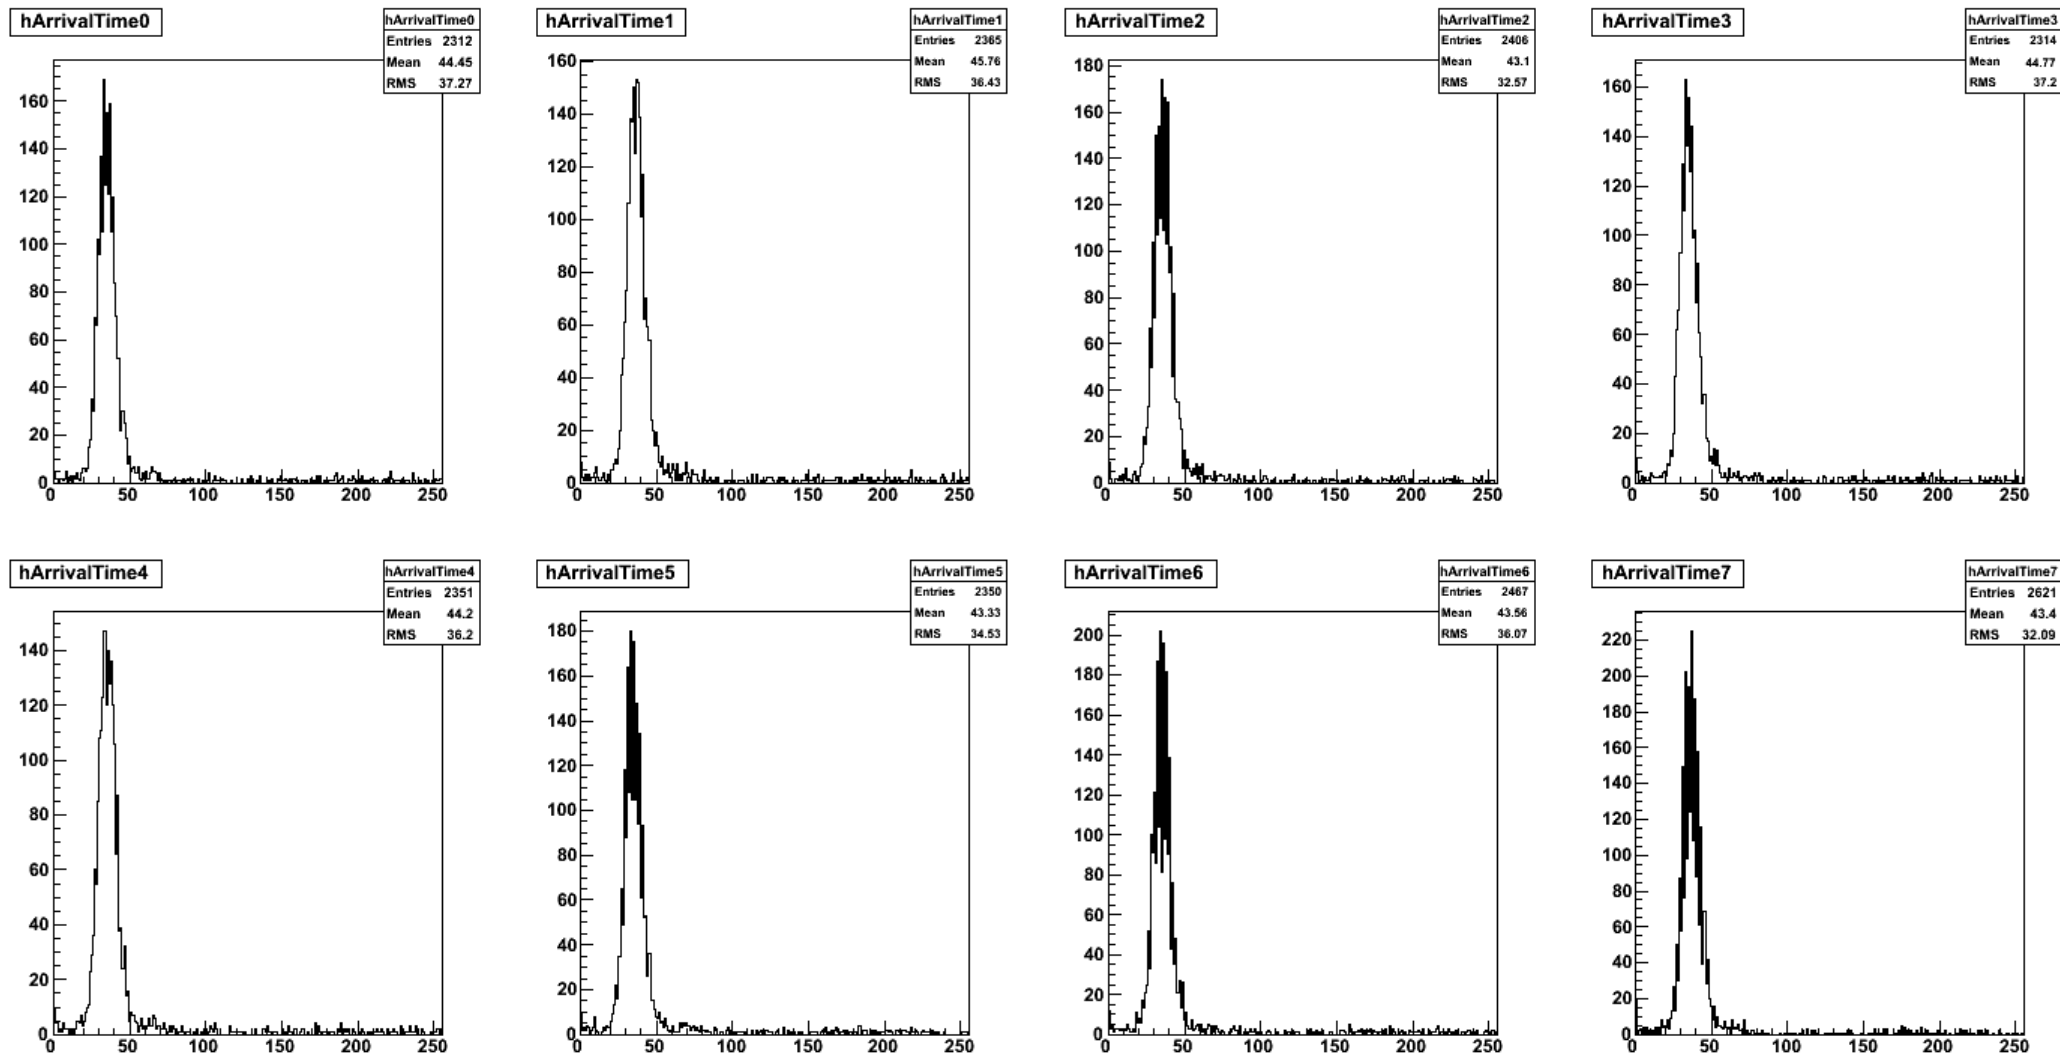 hArrivalTime0
hArrivalTime0
Entries 2312
Mean 44.45
RMS 37.27
160
140
120
100
80
60
40
20
0
0 50 100 150 200 250
hArrivalTime1
hArrivalTime1
Entries 2365
Mean 45.76
RMS 36.43
160
140
120
100
80
60
40
20
0
0 50 100 150 200 250
hArrivalTime2
hArrivalTime2
Entries 2406
Mean 43.1
RMS 32.57
180
160
140
120
100
80
60
40
20
0
0 50 100 150 200 250
hArrivalTime3
hArrivalTime3
Entries 2314
Mean 44.77
RMS 37.2
160
140
120
100
80
60
40
20
0
0 50 100 150 200 250
hArrivalTime4
hArrivalTime4
Entries 2351
Mean 44.2
RMS 36.2
140
120
100
80
60
40
20
0
0 50 100 150 200 250
hArrivalTime5
hArrivalTime5
Entries 2350
Mean 43.33
RMS 34.53
180
160
140
120
100
80
60
40
20
0
0 50 100 150 200 250
hArrivalTime6
hArrivalTime6
Entries 2467
Mean 43.56
RMS 36.07
200
180
160
140
120
100
80
60
40
20
0
0 50 100 150 200 250
hArrivalTime7
hArrivalTime7
Entries 2621
Mean 43.4
RMS 32.09
220
200
180
160
140
120
100
80
60
40
20
0
0 50 100 150 200 250